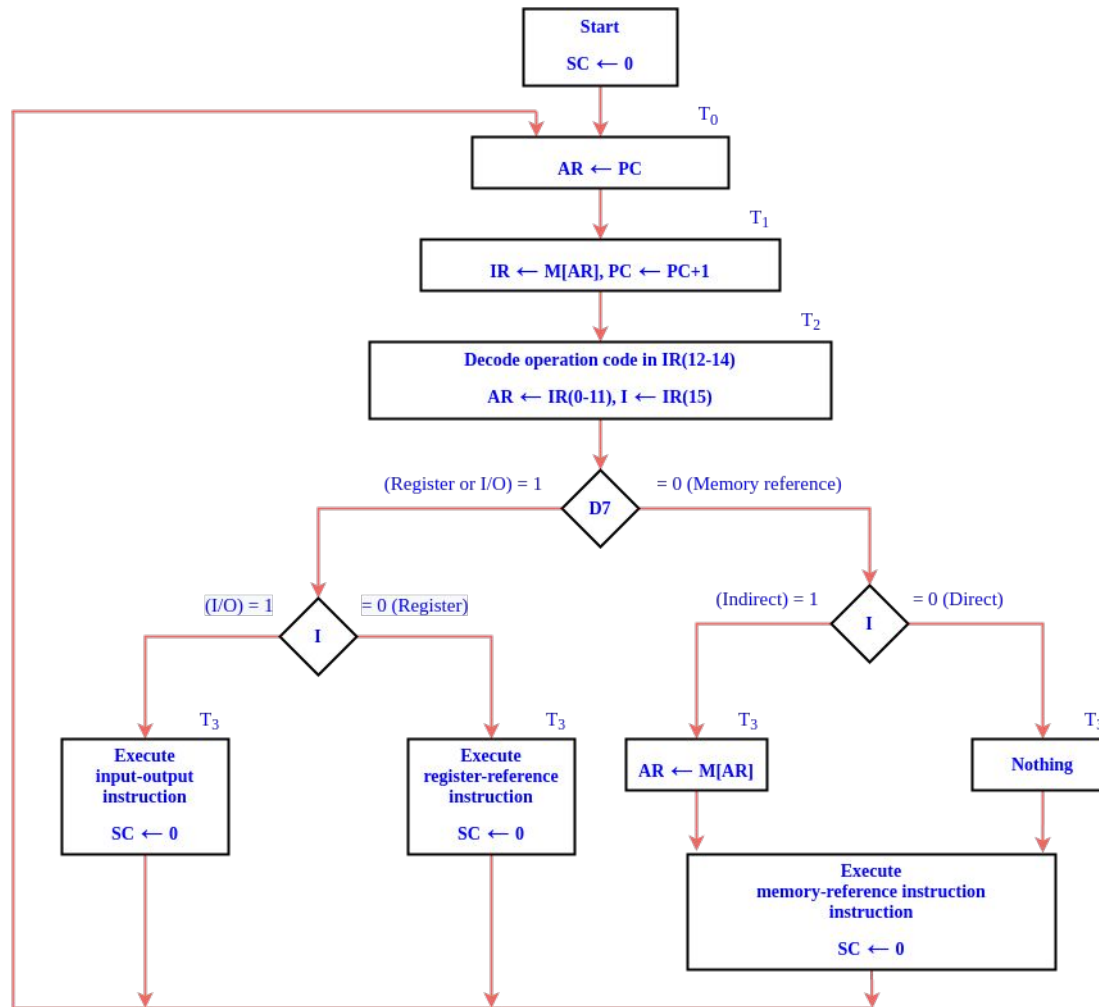 Start
SC ← 0
T0
AR ← PC
T1
IR ← M[AR], PC ← PC+1
T2
Decode operation code in IR(12-14)
AR ← IR(0-11), I ← IR(15)
(Register or I/O) = 1
= 0 (Memory reference)
D7
(I/O) = 1
= 0 (Register)
I
(Indirect) = 1
= 0 (Direct)
I
T3
Execute
input-output
instruction
SC ← 0
T3
Execute
register-reference
instruction
SC ← 0
T3
AR ← M[AR]
T3
Nothing
Execute
memory-reference instruction
instruction
SC ← 0